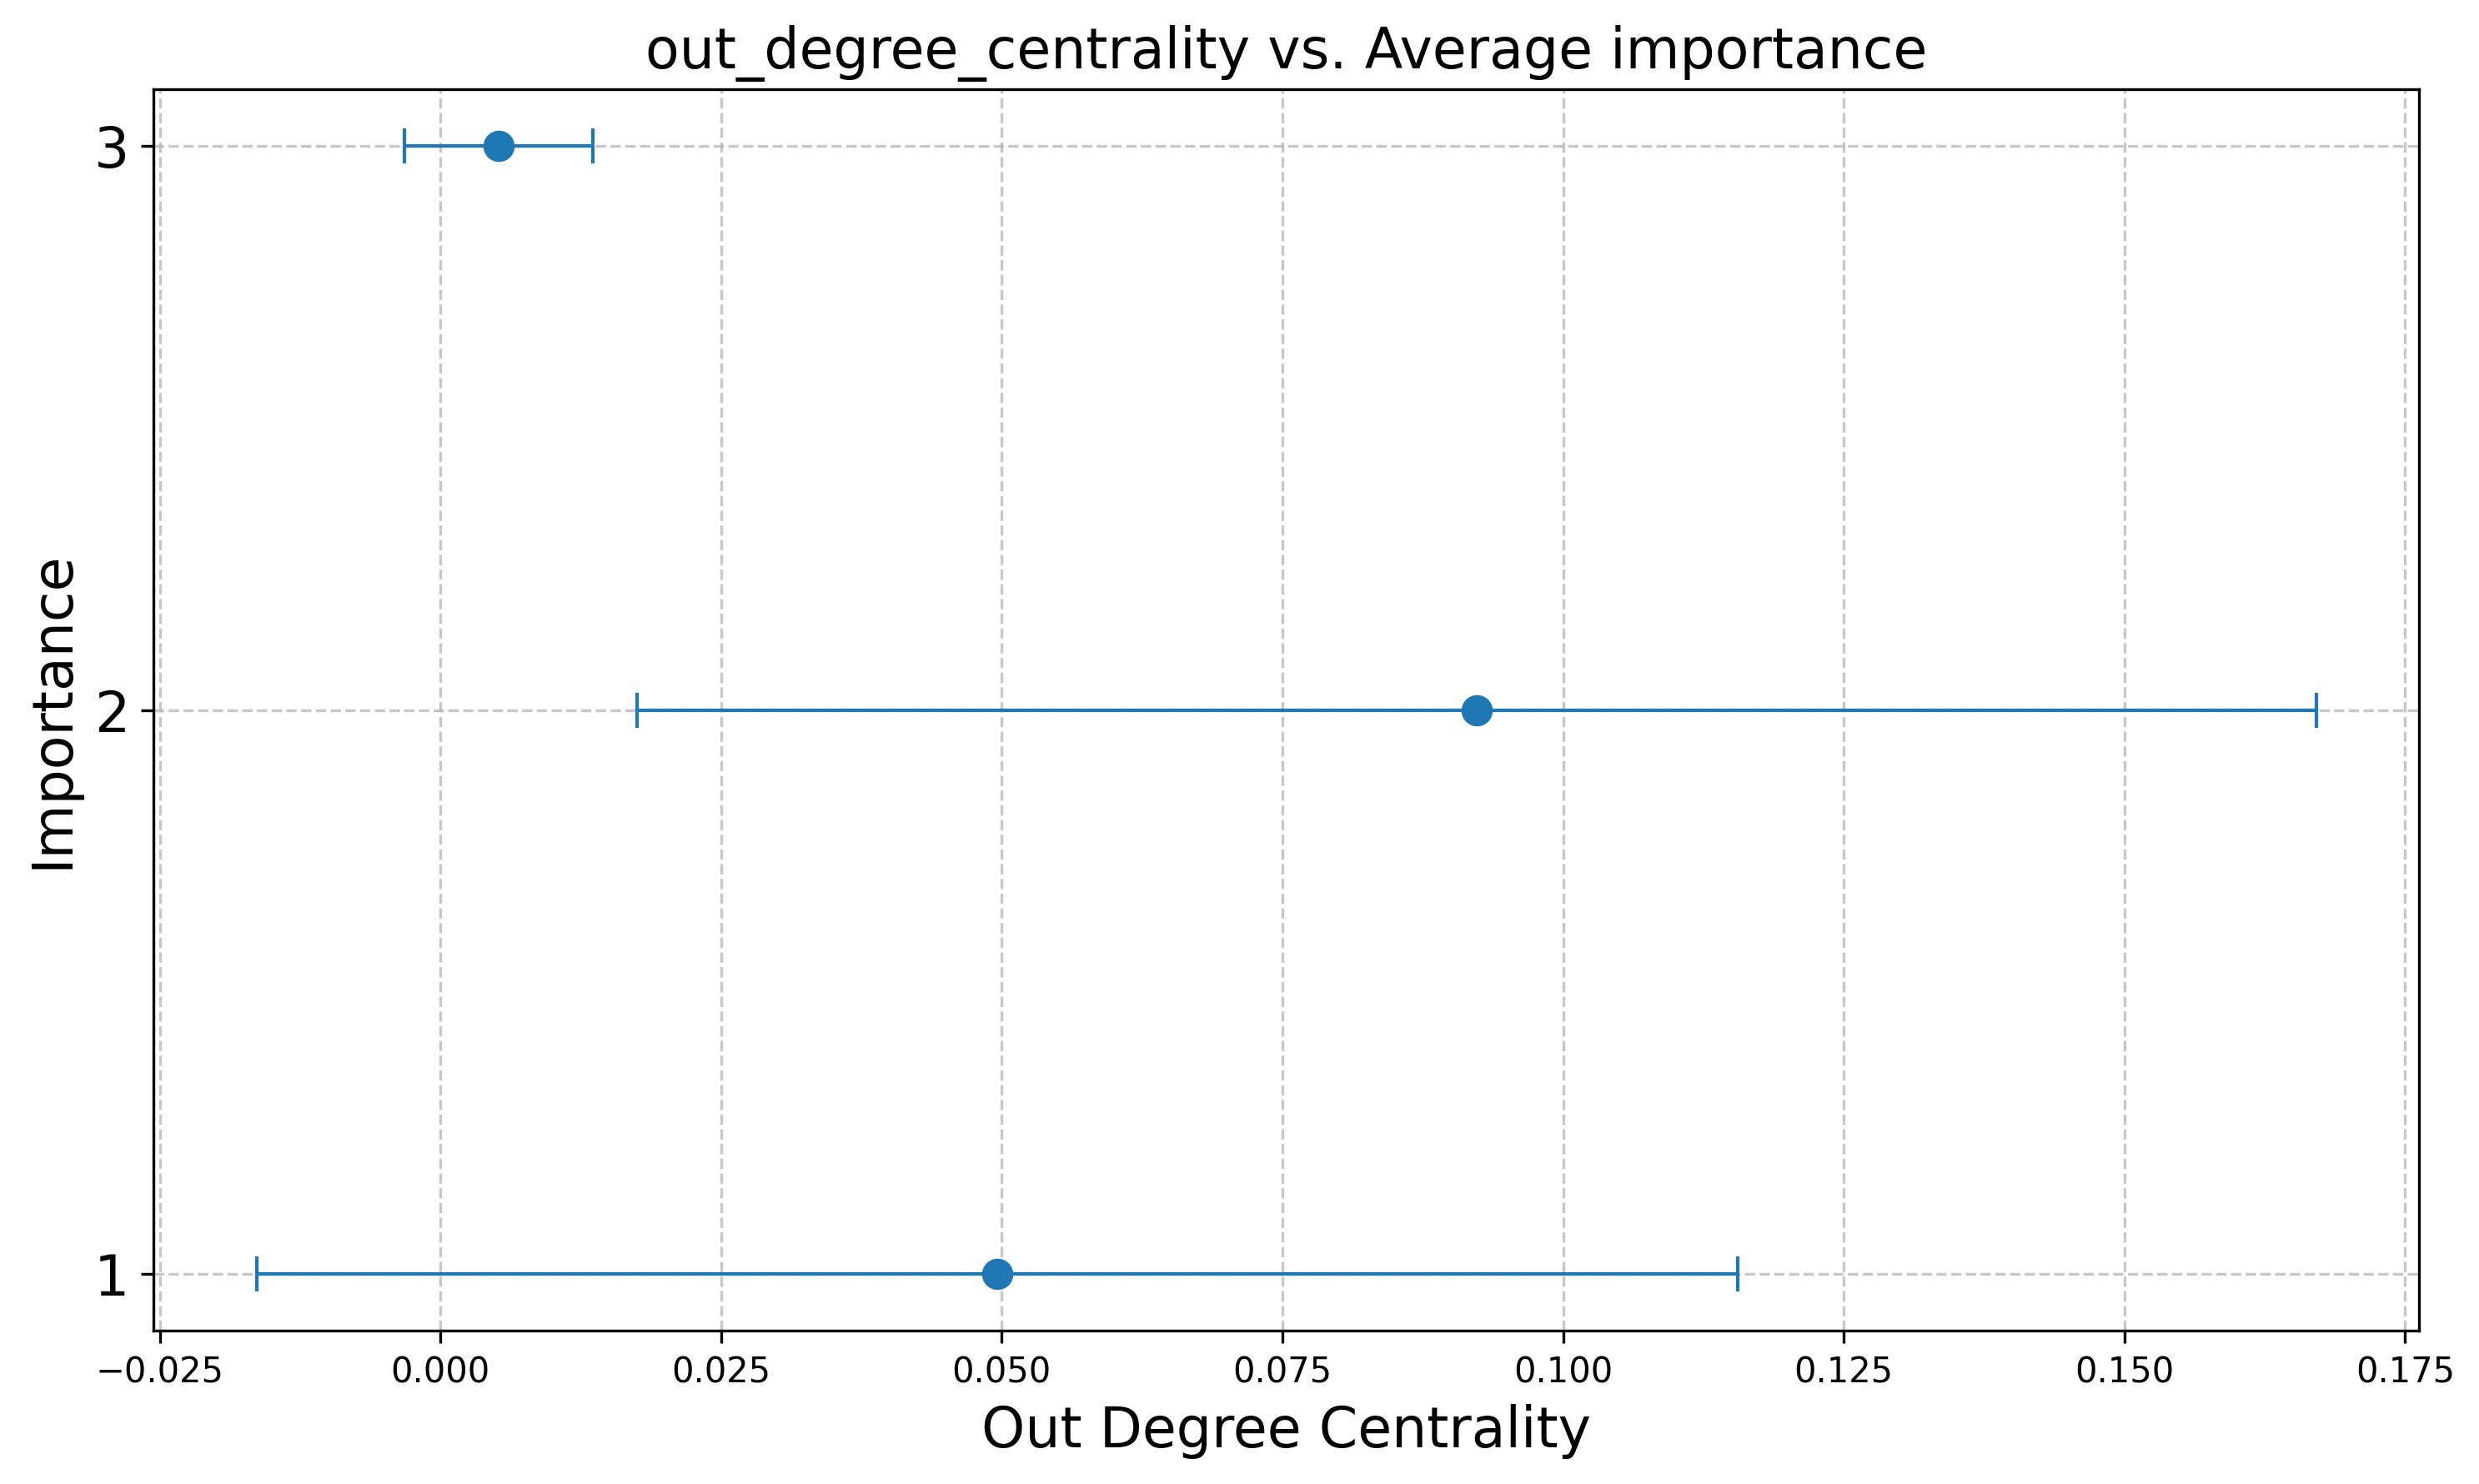 out_degree_centrality vs. Average importance
3
2
1
Importance
−0.025 0.000 0.025 0.050 0.075 0.100 0.125 0.150 0.175
Out Degree Centrality